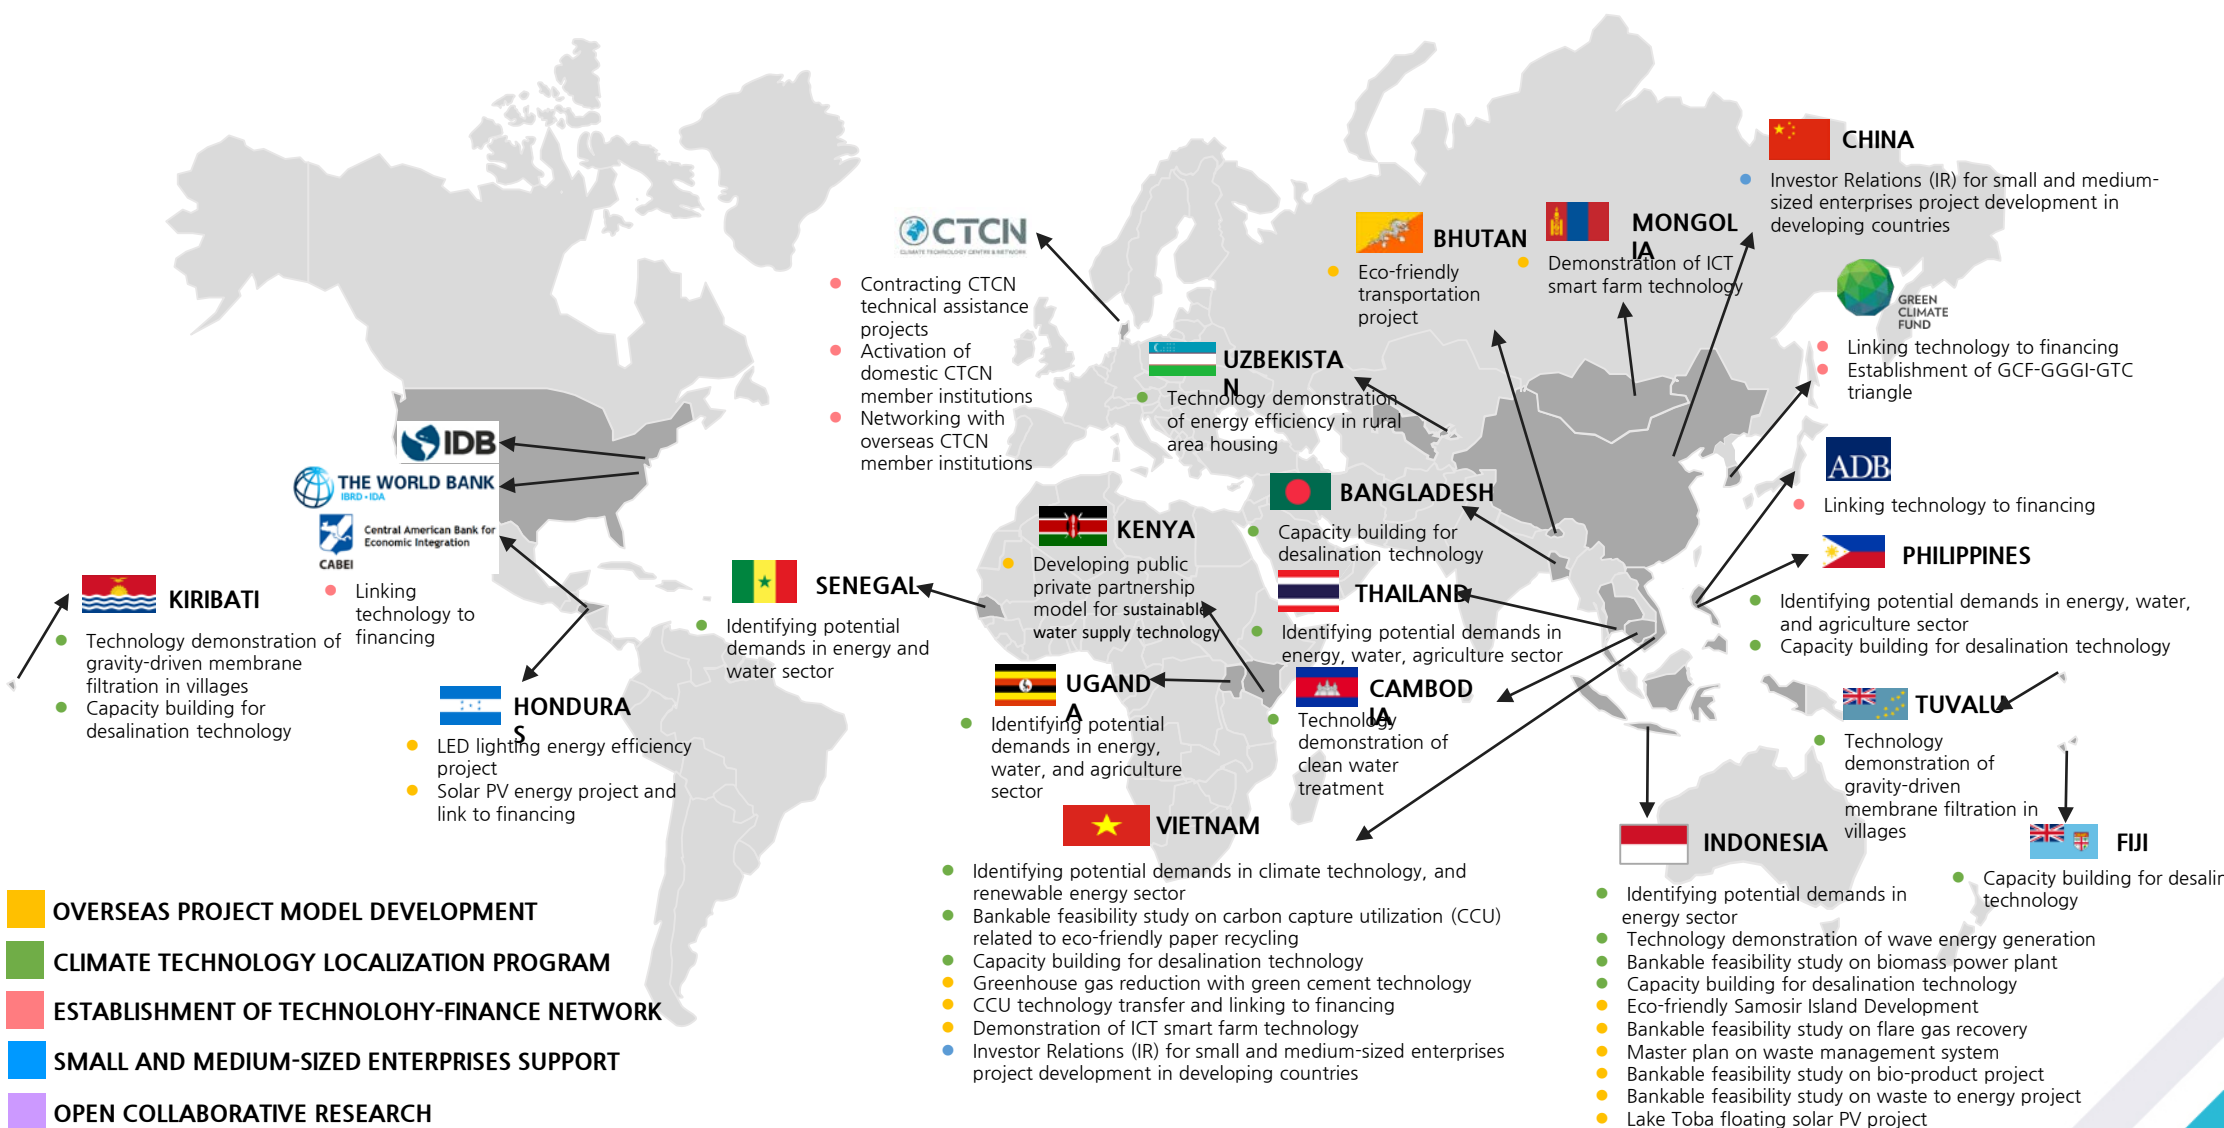 CHINA
Investor Relations (IR) for small and medium-
sized enterprises project development in
developing countries
CTCN
CLIMATE TECHNOLOGY CENTRE & NETWORK
Contracting CTCN
technical assistance
projects
Activation of
domestic CTCN
member institutions
Networking with
overseas CTCN
member institutions
BHUTAN
Eco-friendly
transportation
project
MONGOL
IA
Demonstration of ICT
smart farm technology
GREEN
CLIMATE
FUND
Linking technology to financing
Establishment of GCF-GGGI-GTC
triangle
UZBEKISTA
N
Technology demonstration
of energy efficiency in rural
area housing
IDB
THE WORLD BANK
IBRD • IDA
Central American Bank for
Economic Integration
CABEI
Linking
technology to
financing
ADB
Linking technology to financing
BANGLADESH
Capacity building for
desalination technology
KENYA
Developing public
private partnership
model for sustainable
water supply technology
PHILIPPINES
Identifying potential demands in energy, water,
and agriculture sector
Capacity building for desalination technology
KIRIBATI
Technology demonstration of
gravity-driven membrane
filtration in villages
Capacity building for
desalination technology
SENEGAL
Identifying potential
demands in energy and
water sector
THAILAND
Identifying potential demands in
energy, water, agriculture sector
HONDURA
S
LED lighting energy efficiency
project
Solar PV energy project and
link to financing
UGAND
A
Identifying potential
demands in energy,
water, and agriculture
sector
CAMBOD
IA
Technology
demonstration of
clean water
treatment
TUVALU
Technology
demonstration of
gravity-driven
membrane filtration in
villages
VIETNAM
Identifying potential demands in climate technology, and
renewable energy sector
Bankable feasibility study on carbon capture utilization (CCU)
related to eco-friendly paper recycling
Capacity building for desalination technology
Greenhouse gas reduction with green cement technology
CCU technology transfer and linking to financing
Demonstration of ICT smart farm technology
Investor Relations (IR) for small and medium-sized enterprises
project development in developing countries
INDONESIA
Identifying potential demands in
energy sector
Technology demonstration of wave energy generation
Bankable feasibility study on biomass power plant
Capacity building for desalination technology
Eco-friendly Samosir Island Development
Bankable feasibility study on flare gas recovery
Master plan on waste management system
Bankable feasibility study on bio-product project
Bankable feasibility study on waste to energy project
Lake Toba floating solar PV project
FIJI
Capacity building for desalin
technology
OVERSEAS PROJECT MODEL DEVELOPMENT
CLIMATE TECHNOLOGY LOCALIZATION PROGRAM
ESTABLISHMENT OF TECHNOLOHY-FINANCE NETWORK
SMALL AND MEDIUM-SIZED ENTERPRISES SUPPORT
OPEN COLLABORATIVE RESEARCH